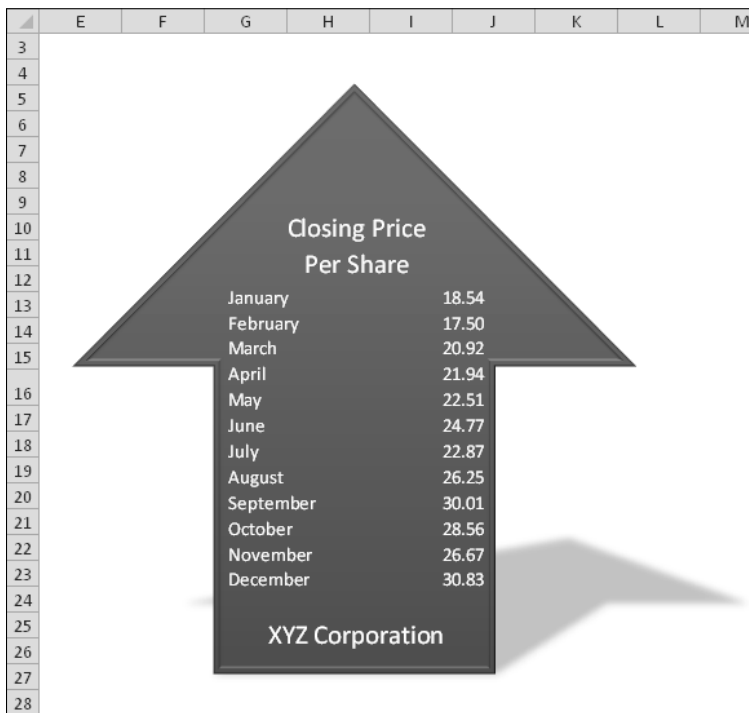 E F G H I J K L M
3
4
5
6
7
8
9
10 Closing Price
11 Per Share
12
13 January 18.54
14 February 17.50
15 March 20.92
April 21.94
16 May 22.51
17 June 24.77
18 July 22.87
19 August 26.25
20 September 30.01
21 October 28.56
22 November 26.67
23 December 30.83
24
25 XYZ Corporation
26
27
28